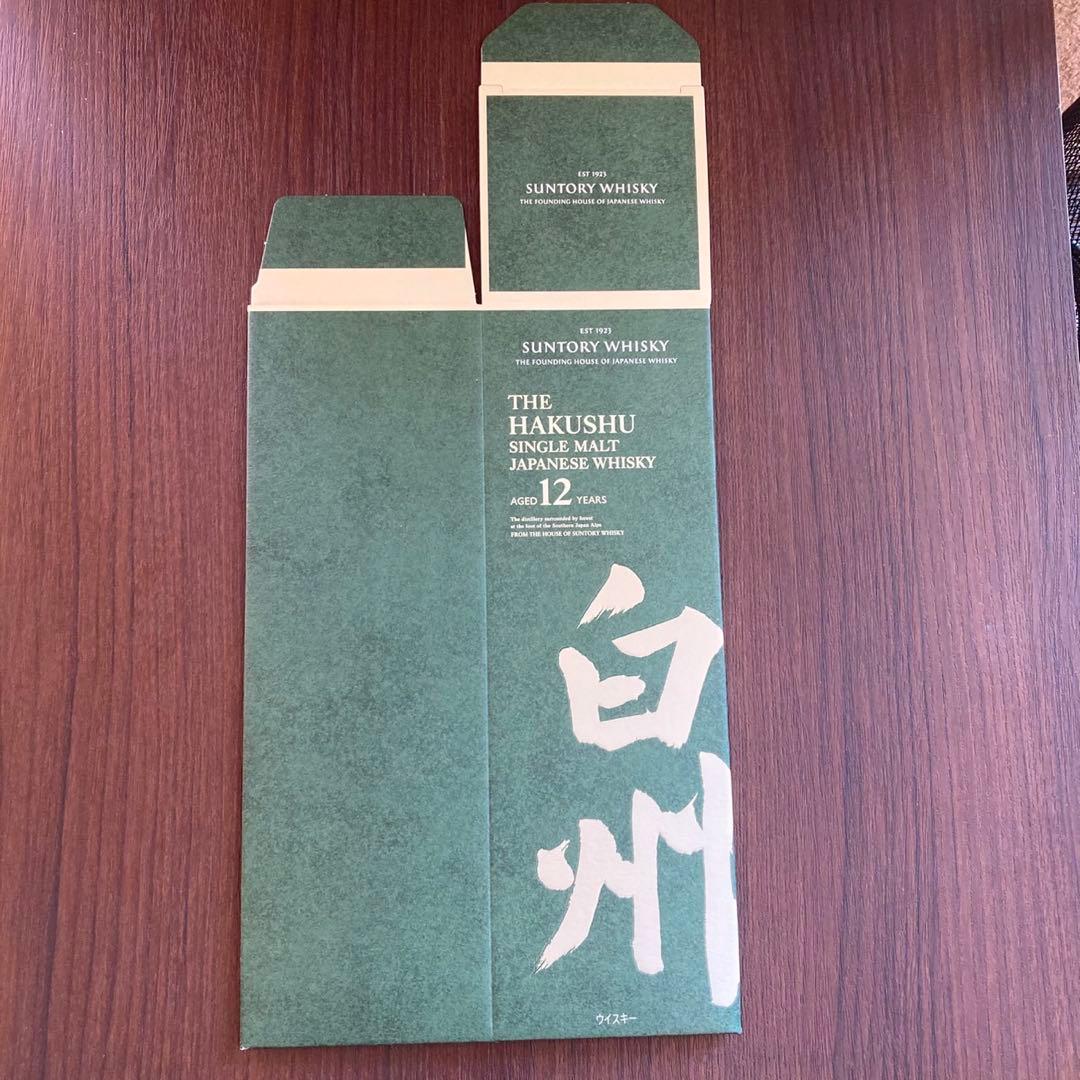 EST 1923
SUNTORY WHISKY
THE FOUNDING HOUSE OF JAPANESE WHISKY
EST 1923
SUNTORY WHISKY
THE FOUNDING HOUSE OF JAPANESE WHISKY
THE
HAKUSHU
SINGLE MALT
JAPANESE WHISKY
AGED 12 YEARS
The distillery surrounded by forest
at the foot of the Southern Japan Alps
FROM THE HOUSE OF SUNTORY WHISKY
白
州
ウイスキー